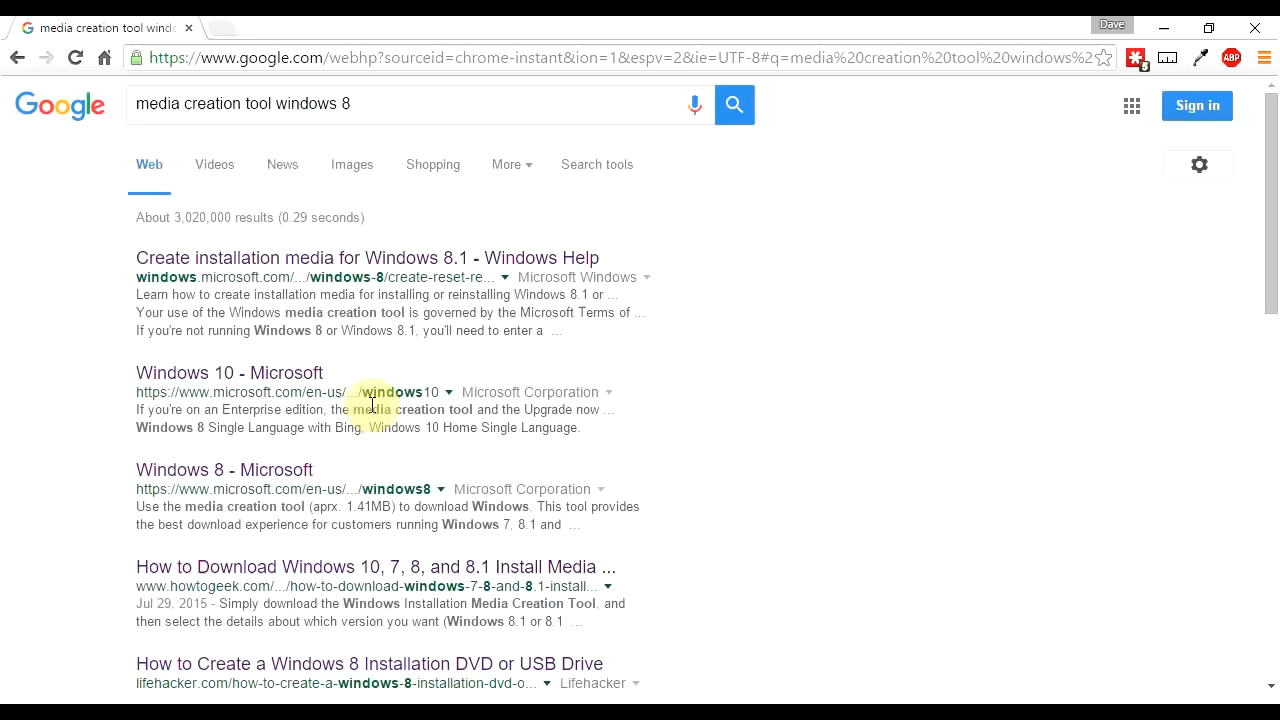 media creation tool wind
Dave
https://www.google.com/webhp?sourceid=chrome-instant&ion=1&espv=2&ie=UTF-8#q=media%20creation%20tool%20windows%2
ABP
Google
media creation tool windows 8
Sign in
Web Videos News Images Shopping More Search tools
About 3,020,000 results (0.29 seconds)
Create installation media for Windows 8.1 - Windows Help
windows.microsoft.com/.../windows-8/create-reset-re... Microsoft Windows
Learn how to create installation media for installing or reinstalling Windows 8.1 or ...
Your use of the Windows media creation tool is governed by the Microsoft Terms of ...
If you're not running Windows 8 or Windows 8.1, you'll need to enter a ...
Windows 10 - Microsoft
https://www.microsoft.com/en-us/.../windows10 Microsoft Corporation
If you're on an Enterprise edition, the media creation tool and the Upgrade now ...
Windows 8 Single Language with Bing, Windows 10 Home Single Language.
Windows 8 - Microsoft
https://www.microsoft.com/en-us/.../windows8 Microsoft Corporation
Use the media creation tool (aprx. 1.41MB) to download Windows. This tool provides
the best download experience for customers running Windows 7, 8.1 and ...
How to Download Windows 10, 7, 8, and 8.1 Install Media ...
www.howtogeek.com/.../how-to-download-windows-7-8-and-8.1-install...
Jul 29, 2015 - Simply download the Windows Installation Media Creation Tool, and
then select the details about which version you want (Windows 8.1 or 8.1 ...
How to Create a Windows 8 Installation DVD or USB Drive
lifehacker.com/how-to-create-a-windows-8-installation-dvd-o... Lifehacker